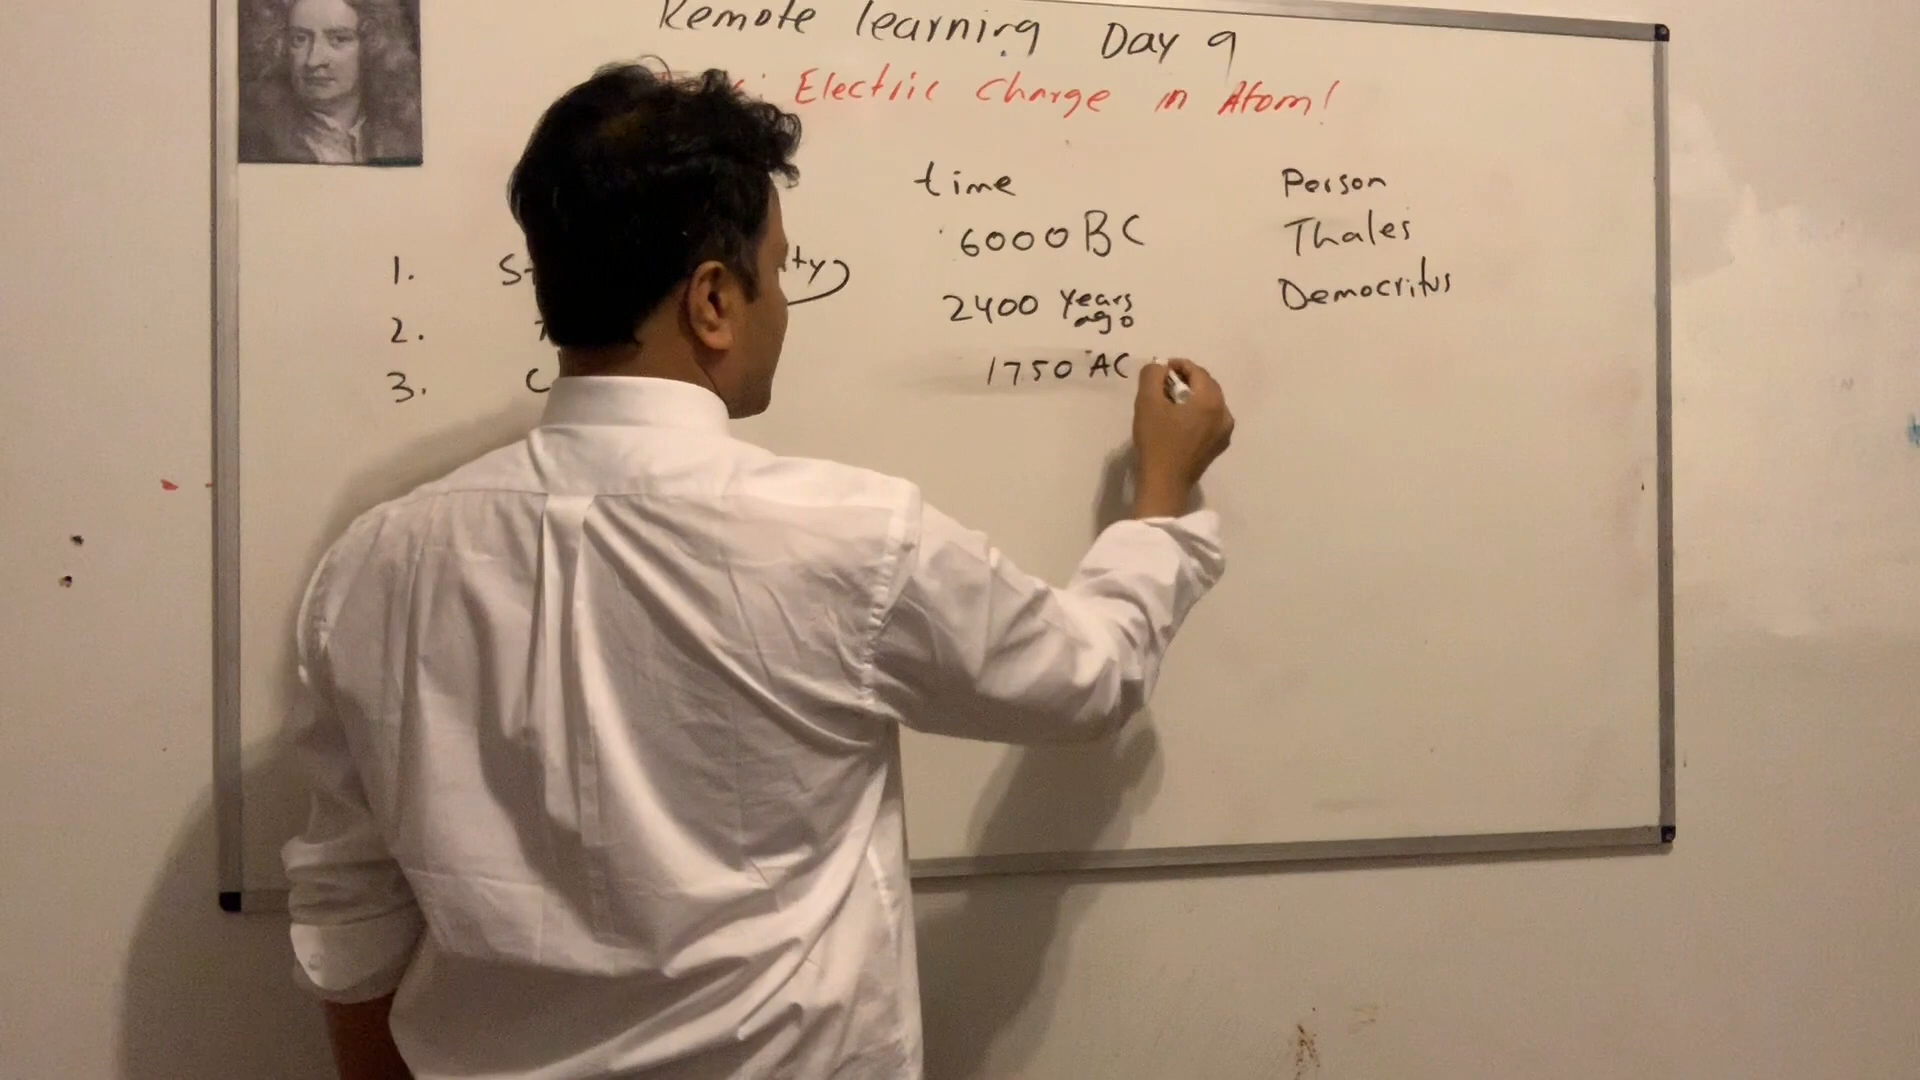 Remote learning Day 9
Electric Charge in Atom!
time Person
6000 BC Thales
1.
2400 Years ago Democritus
2.
1750 AC
3.